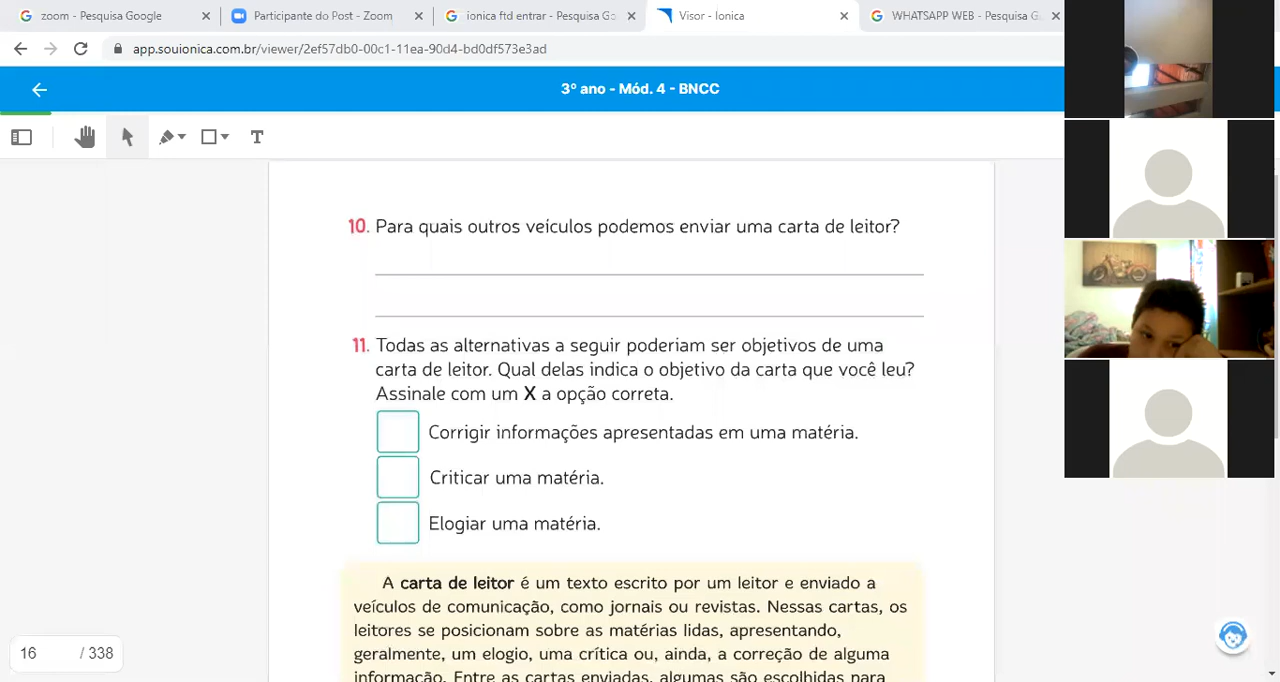 zoom - Pesquisa Google
Participante do Post - Zoom
ionica ftd entrar - Pesquisa Go
Visor - Ionica
WHATSAPP WEB - Pesquisa G
app.souionica.com.br/viewer/2ef57db0-00c1-11ea-90d4-bd0df573e3ad
3º ano - Mód. 4 - BNCC
T
10. Para quais outros veículos podemos enviar uma carta de leitor?
11. Todas as alternativas a seguir poderiam ser objetivos de uma
carta de leitor. Qual delas indica o objetivo da carta que você leu?
Assinale com um X a opção correta.
Corrigir informações apresentadas em uma matéria.
Criticar uma matéria.
Elogiar uma matéria.
A carta de leitor é um texto escrito por um leitor e enviado a
veículos de comunicação, como jornais ou revistas. Nessas cartas, os
leitores se posicionam sobre as matérias lidas, apresentando,
geralmente, um elogio, uma crítica ou, ainda, a correção de alguma
informação. Entre as cartas enviadas, algumas são escolhidas para
16 / 338